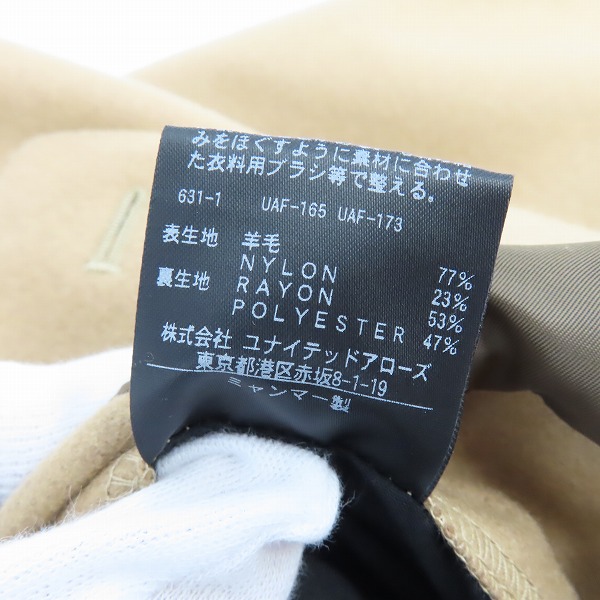 みをほぐすように素材に合わせ
た衣料用ブラシ等で整える。
631-1 UAF-165 UAF-173
表生地 羊毛 77%
NYLON 23%
裏生地 RAYON 53%
POLYESTER 47%
株式会社 ユナイテッドアローズ
東京都港区赤坂8-1-19
ミャンマー製